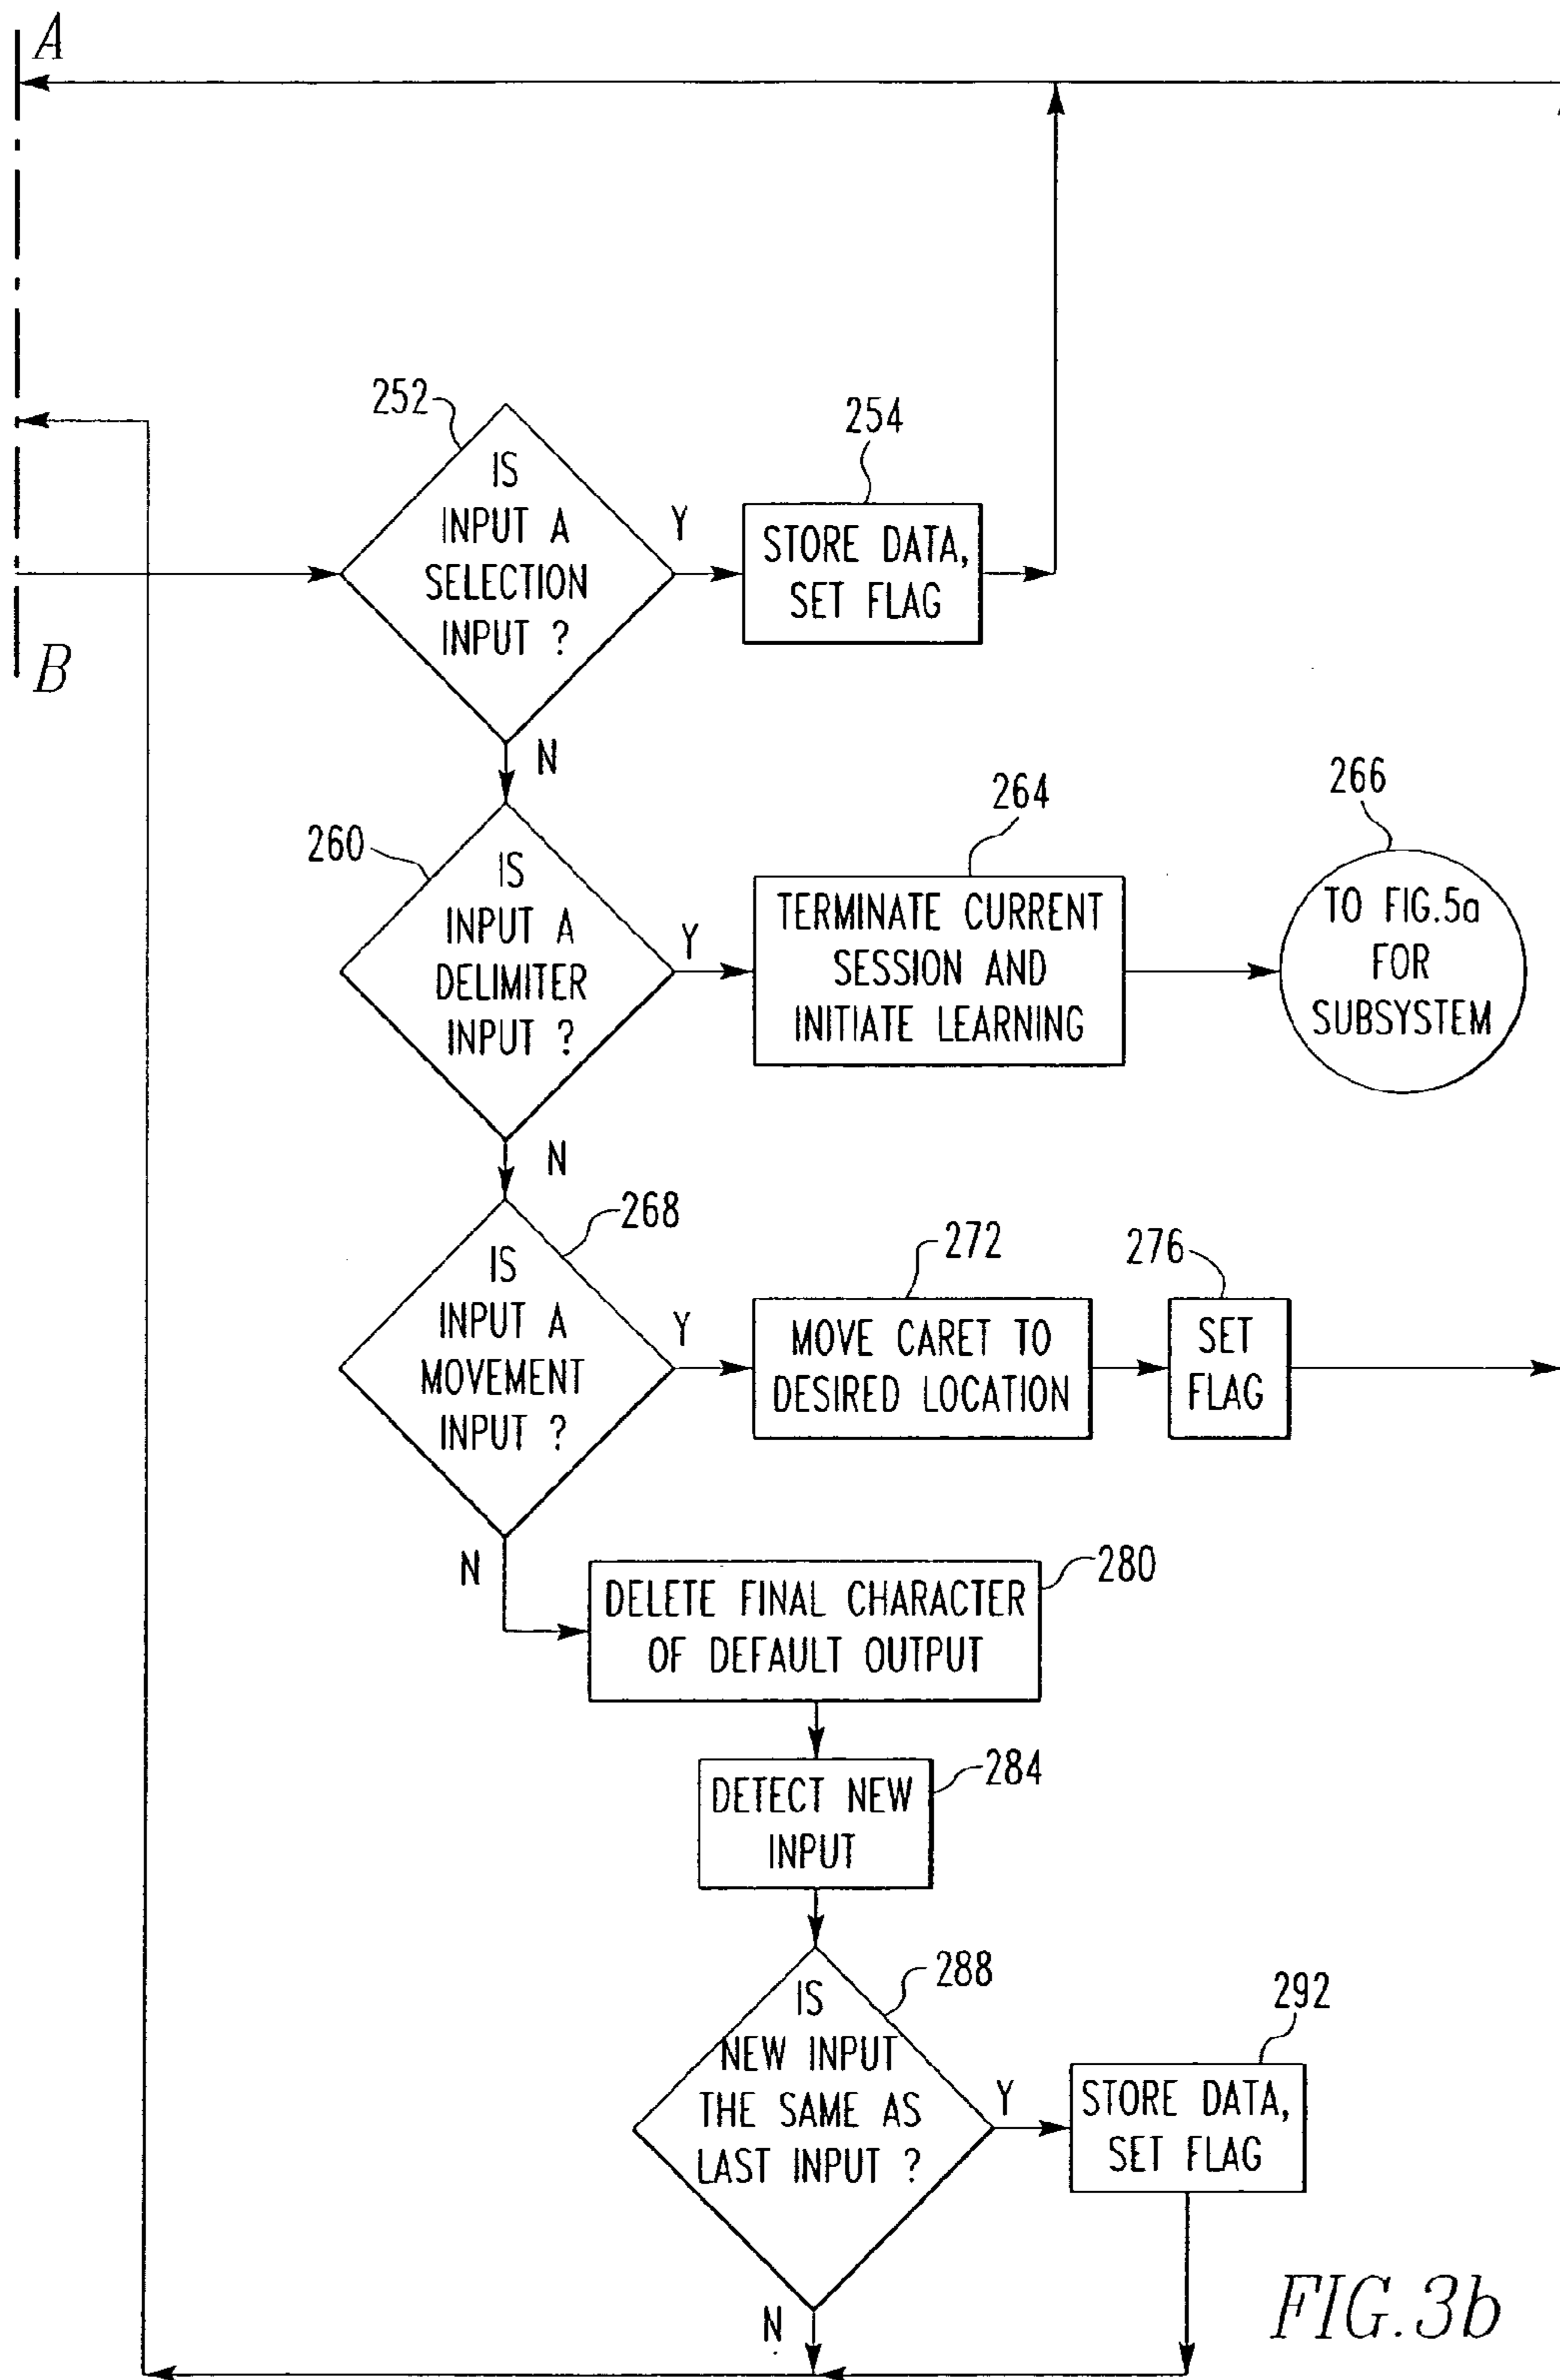 A
252
IS
INPUT A
SELECTION
INPUT ?
Y
254
STORE DATA,
SET FLAG
B
N
260
IS
INPUT A
DELIMITER
INPUT ?
Y
264
TERMINATE CURRENT
SESSION AND
INITIATE LEARNING
266
TO FIG.5a
FOR
SUBSYSTEM
N
268
IS
INPUT A
MOVEMENT
INPUT ?
Y
272
MOVE CARET TO
DESIRED LOCATION
276
SET
FLAG
N
280
DELETE FINAL CHARACTER
OF DEFAULT OUTPUT
284
DETECT NEW
INPUT
288
IS
NEW INPUT
THE SAME AS
LAST INPUT ?
Y
292
STORE DATA,
SET FLAG
N
FIG.3b